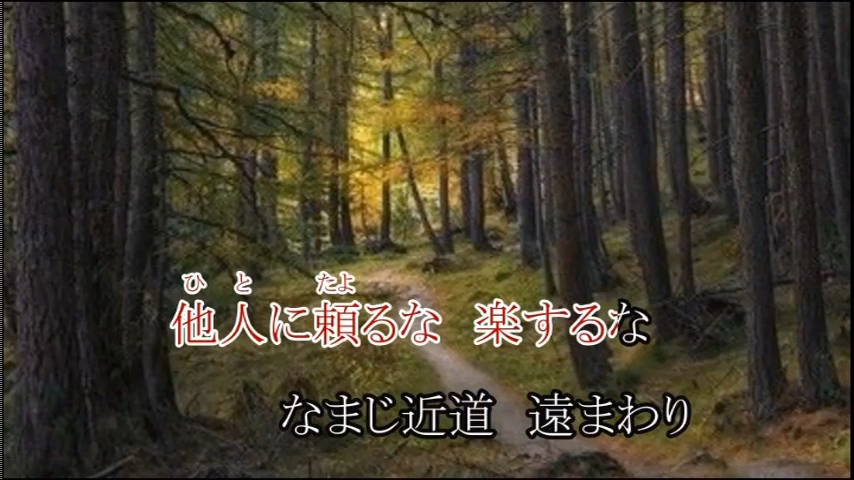 ひと たよ
他人に頼るな　楽するな
なまじ近道　遠まわり